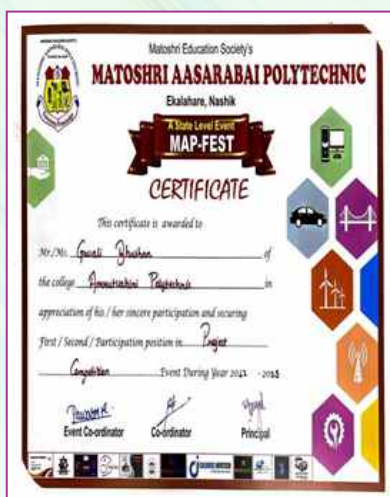 Matoshri Education Society's
MATOSHRI AASARABAI POLYTECHNIC
Ekalahare, Nashik
A State Level Event
MAP-FEST
CERTIFICATE
This certificate is awarded to
Mr./Ms. Gavali Bhushan of
the college Amrutvahini Polytechnic in
appreciation of his / her sincere participation and securing
First / Second / Participation position in Project
Competition Event During Year 2022 - 2023
Event Co-ordinator Co-ordinator Principal